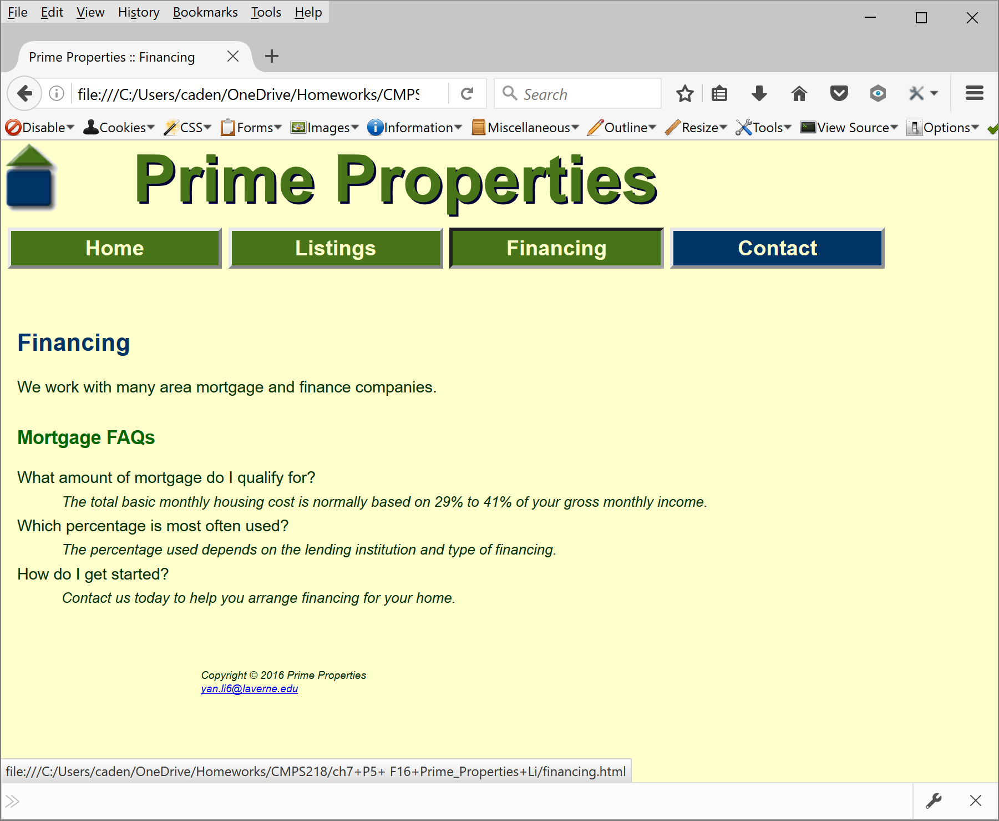 File Edit View History Bookmarks Tools Help
Prime Properties :: Financing
file:///C:/Users/caden/OneDrive/Homeworks/CMPS Search
Disable Cookies CSS Forms Images Information Miscellaneous Outline Resize Tools View Source Options
Prime Properties
Home Listings Financing Contact
Financing
We work with many area mortgage and finance companies.
Mortgage FAQs
What amount of mortgage do I qualify for?
The total basic monthly housing cost is normally based on 29% to 41% of your gross monthly income.
Which percentage is most often used?
The percentage used depends on the lending institution and type of financing.
How do I get started?
Contact us today to help you arrange financing for your home.
Copyright © 2016 Prime Properties
yan.li6@laverne.edu
file:///C:/Users/caden/OneDrive/Homeworks/CMPS218/ch7+P5+ F16+Prime_Properties+Li/financing.html